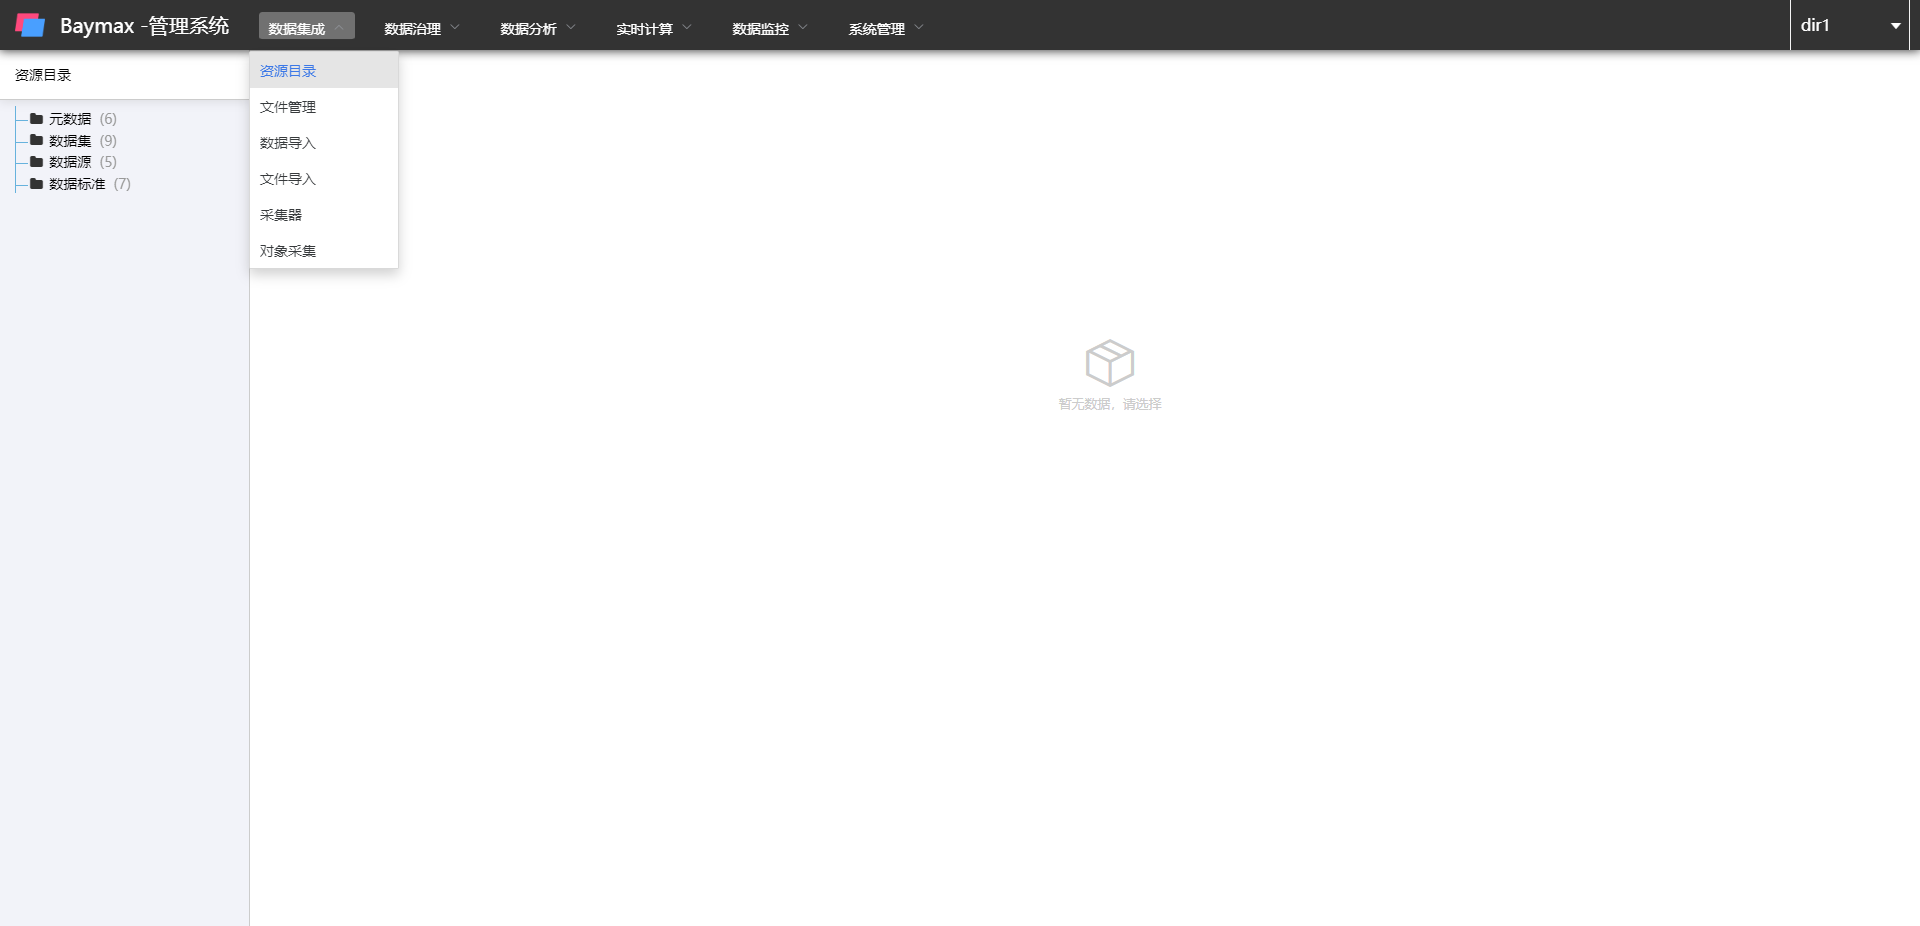 Baymax -管理系统 数据集成 数据治理 数据分析 实时计算 数据监控 系统管理 dir1
资源目录
元数据 (6)
数据集 (9)
数据源 (5)
数据标准 (7)
资源目录
文件管理
数据导入
文件导入
采集器
对象采集
暂无数据，请选择